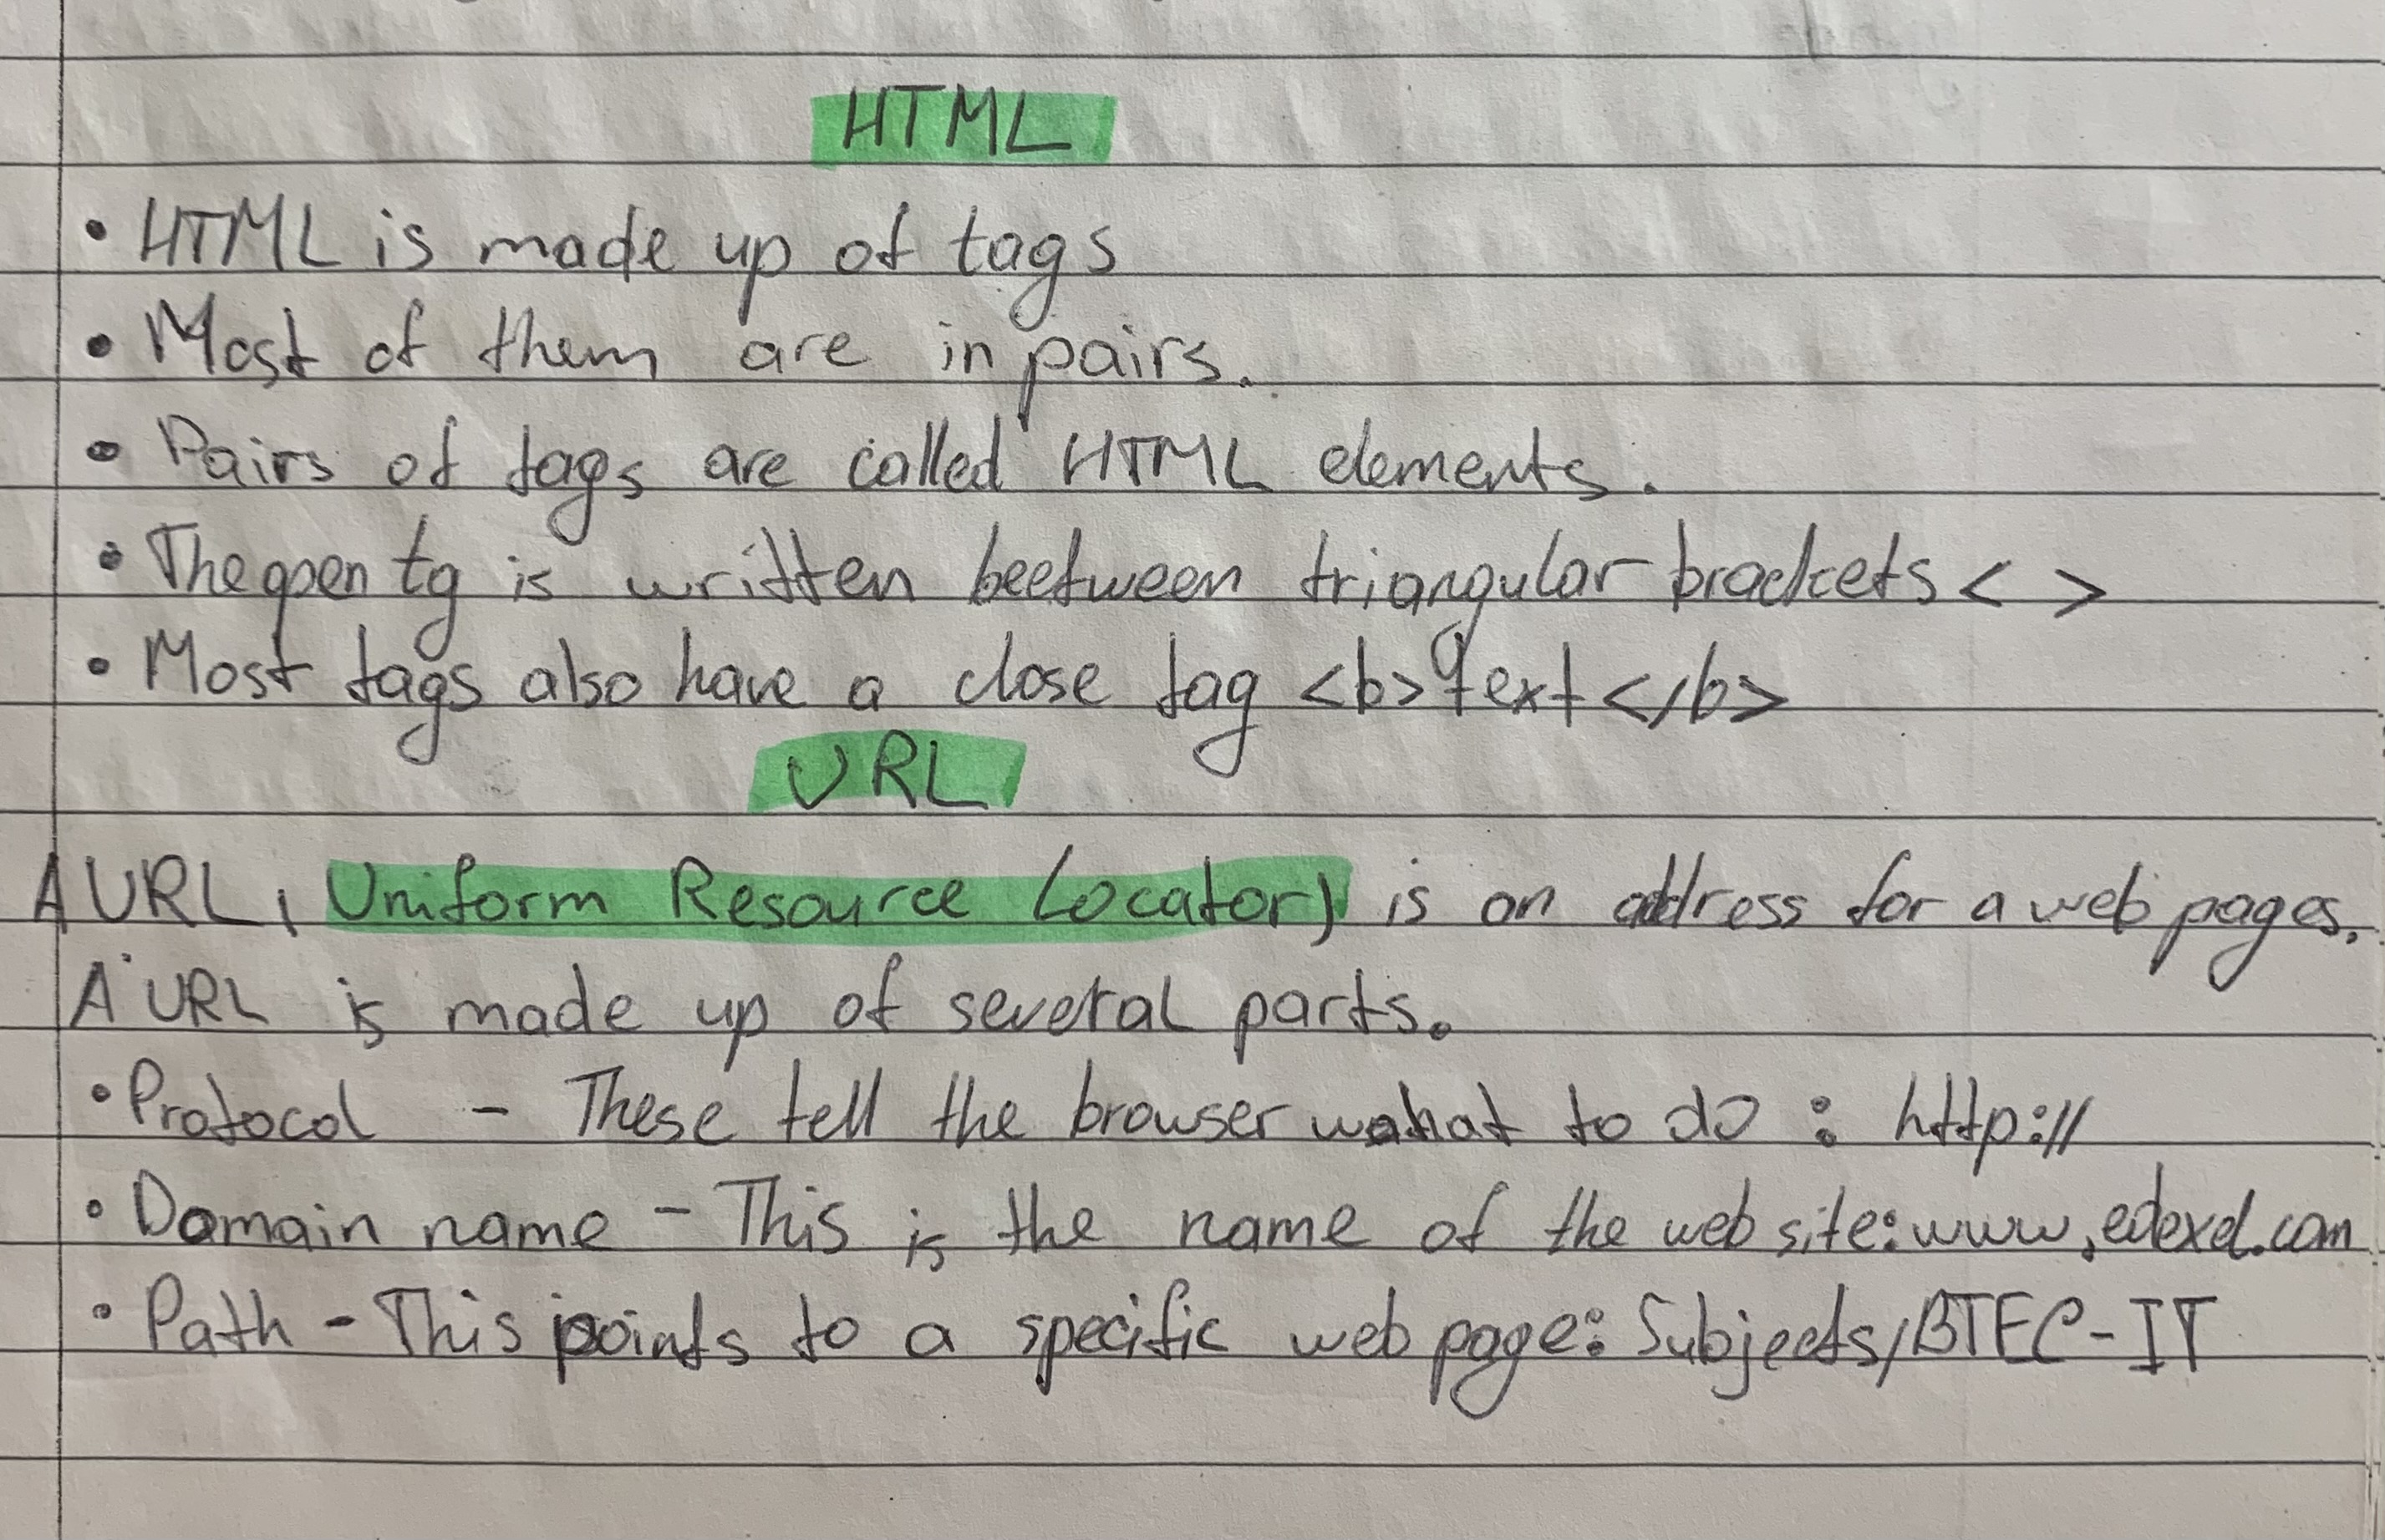 HTML
• HTML is made up of tags
• Most of them are in pairs.
• Pairs of tags are called HTML elements.
• The open tg is written beetween triangular brackets < >
• Most tags also have a close tag <b> text </b>
URL
A URL, Uniform Resource Locator) is an address for a web pages.
A URL is made up of several parts.
• Protocol - These tell the browser what to do : http://
• Domain name - This is the name of the web site: www.edexel.com
• Path - This points to a specific web page: Subjects/BTEC-IT